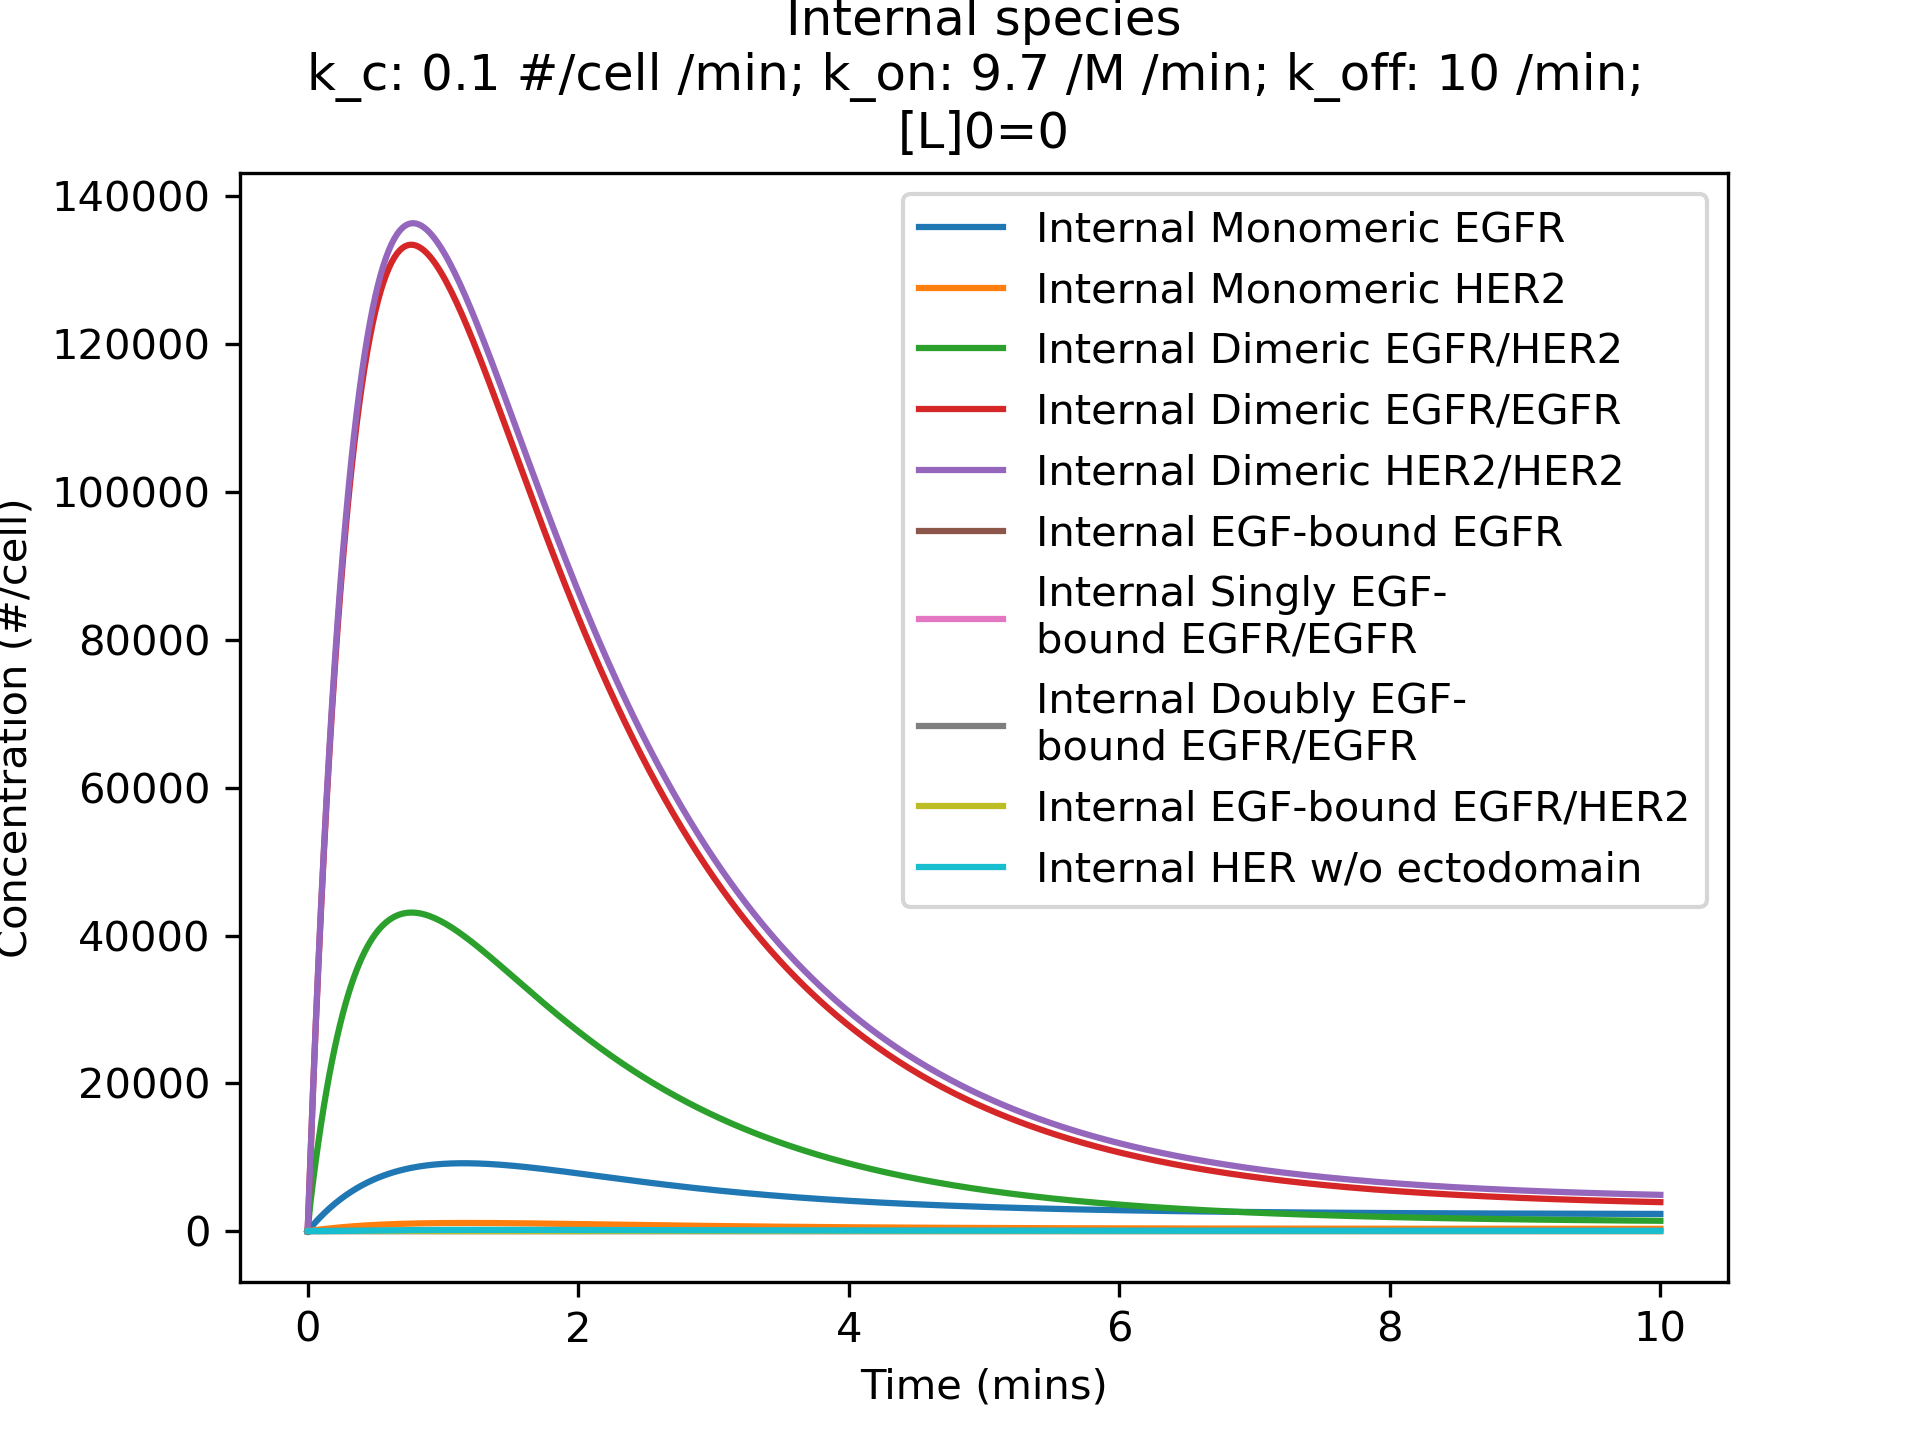 Internal species
k_c: 0.1 #/cell /min; k_on: 9.7 /M /min; k_off: 10 /min;
[L]0=0
140000
120000
100000
80000
60000
40000
20000
0
Concentration (#/cell)
Internal Monomeric EGFR
Internal Monomeric HER2
Internal Dimeric EGFR/HER2
Internal Dimeric EGFR/EGFR
Internal Dimeric HER2/HER2
Internal EGF-bound EGFR
Internal Singly EGF-
bound EGFR/EGFR
Internal Doubly EGF-
bound EGFR/EGFR
Internal EGF-bound EGFR/HER2
Internal HER w/o ectodomain
0 2 4 6 8 10
Time (mins)